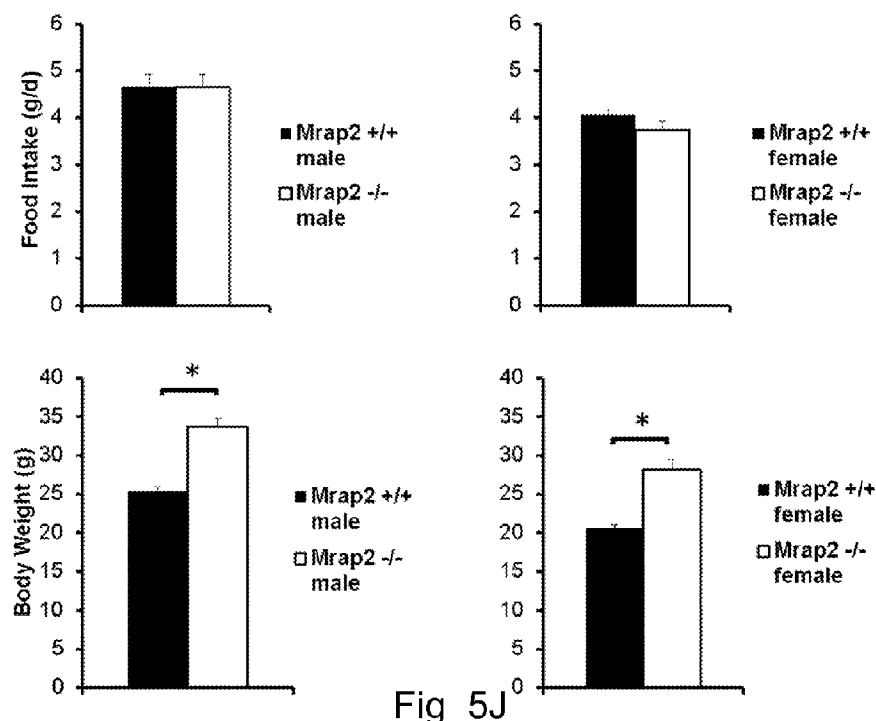 6
5
4
3
2
1
0
Food Intake (g/d)
Mrap2 +/+
male
Mrap2 -/-
male
6
5
4
3
2
1
0
Mrap2 +/+
female
Mrap2 -/-
female
40
35
30
25
20
15
10
5
0
Body Weight (g)
*
Mrap2 +/+
male
Mrap2 -/-
male
40
35
30
25
20
15
10
5
0
*
Mrap2 +/+
female
Mrap2 -/-
female
Fig 5J